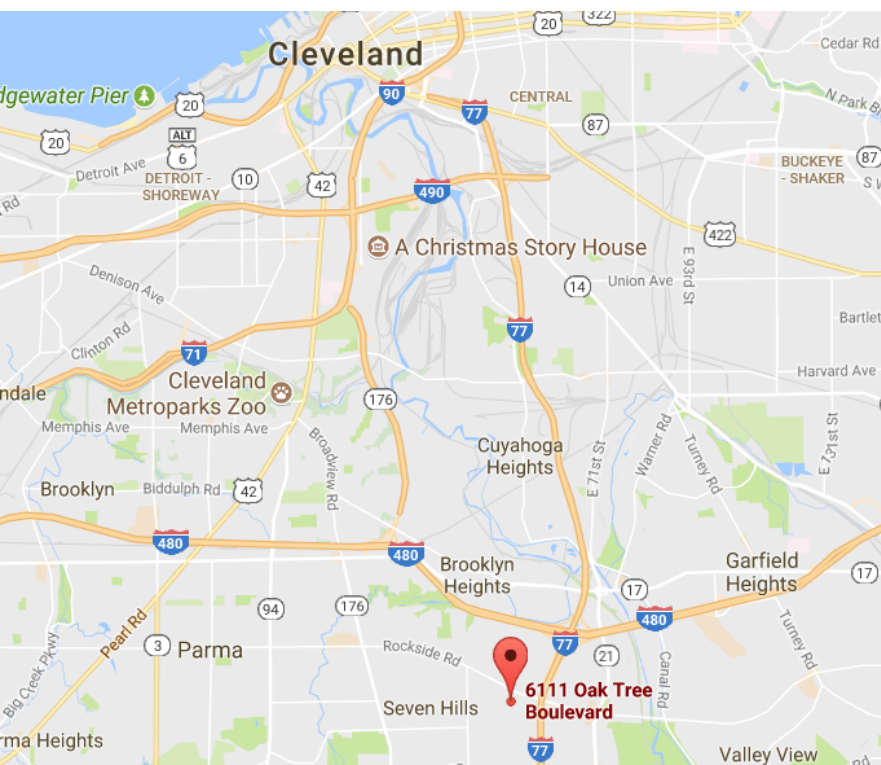 322
20
Cleveland
Cedar Rd
dgewater Pier
90
20
77
CENTRAL
N Park B
20
ALT
6
87
Detroit Ave
BUCKEYE
- SHAKER
87
DETROIT -
SHOREWAY
10
42
490
S
Rd
422
A Christmas Story House
E 93rd St
Denison Ave
14
Union Ave
77
Bartlet
Clinton Rd
71
Harvard Ave
Cleveland
Metroparks Zoo
ndale
176
Memphis Ave
Memphis Ave
Broadview Rd
Cuyahoga
Heights
E 71st St
Warner Rd
Turney Rd
E 131st St
Brooklyn
Biddulph Rd
42
480
480
Brooklyn
Heights
Garfield
Heights
17
17
94
176
480
Pearl Rd
Turney Rd
3
Parma
Rockside Rd
77
21
Canal Rd
Big Creek Pkwy
6111 Oak Tree
Boulevard
Seven Hills
rma Heights
77
Valley View
Rd